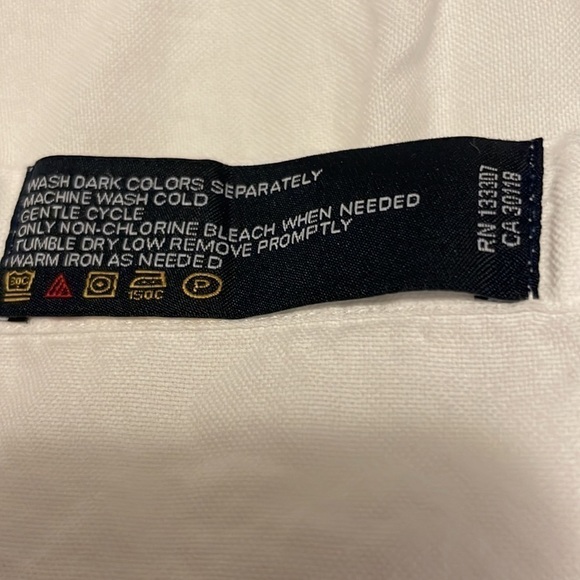 WASH DARK COLORS SEPARATELY
MACHINE WASH COLD
GENTLE CYCLE
ONLY NON-CHLORINE BLEACH WHEN NEEDED
TUMBLE DRY LOW REMOVE PROMPTLY
WARM IRON AS NEEDED
150C
P
RN 133307
CA 30118